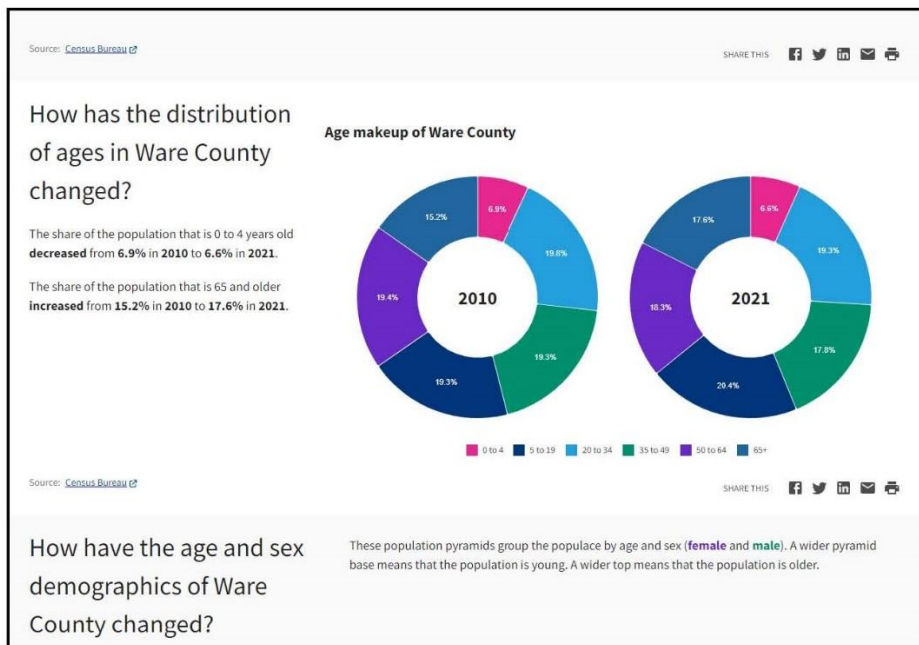 Source: Census Bureau
SHARE THIS
How has the distribution
of ages in Ware County
changed?
The share of the population that is 0 to 4 years old
decreased from 6.9% in 2010 to 6.6% in 2021.
The share of the population that is 65 and older
increased from 15.2% in 2010 to 17.6% in 2021.
Age makeup of Ware County
15.2%
6.9%
19.8%
19.4%
2010
19.3%
19.3%
17.6%
6.6%
19.3%
18.3%
2021
17.8%
20.4%
0 to 4 5 to 19 20 to 34 35 to 49 50 to 64 65+
Source: Census Bureau
SHARE THIS
How have the age and sex
demographics of Ware
County changed?
These population pyramids group the populace by age and sex (female and male). A wider pyramid
base means that the population is young. A wider top means that the population is older.